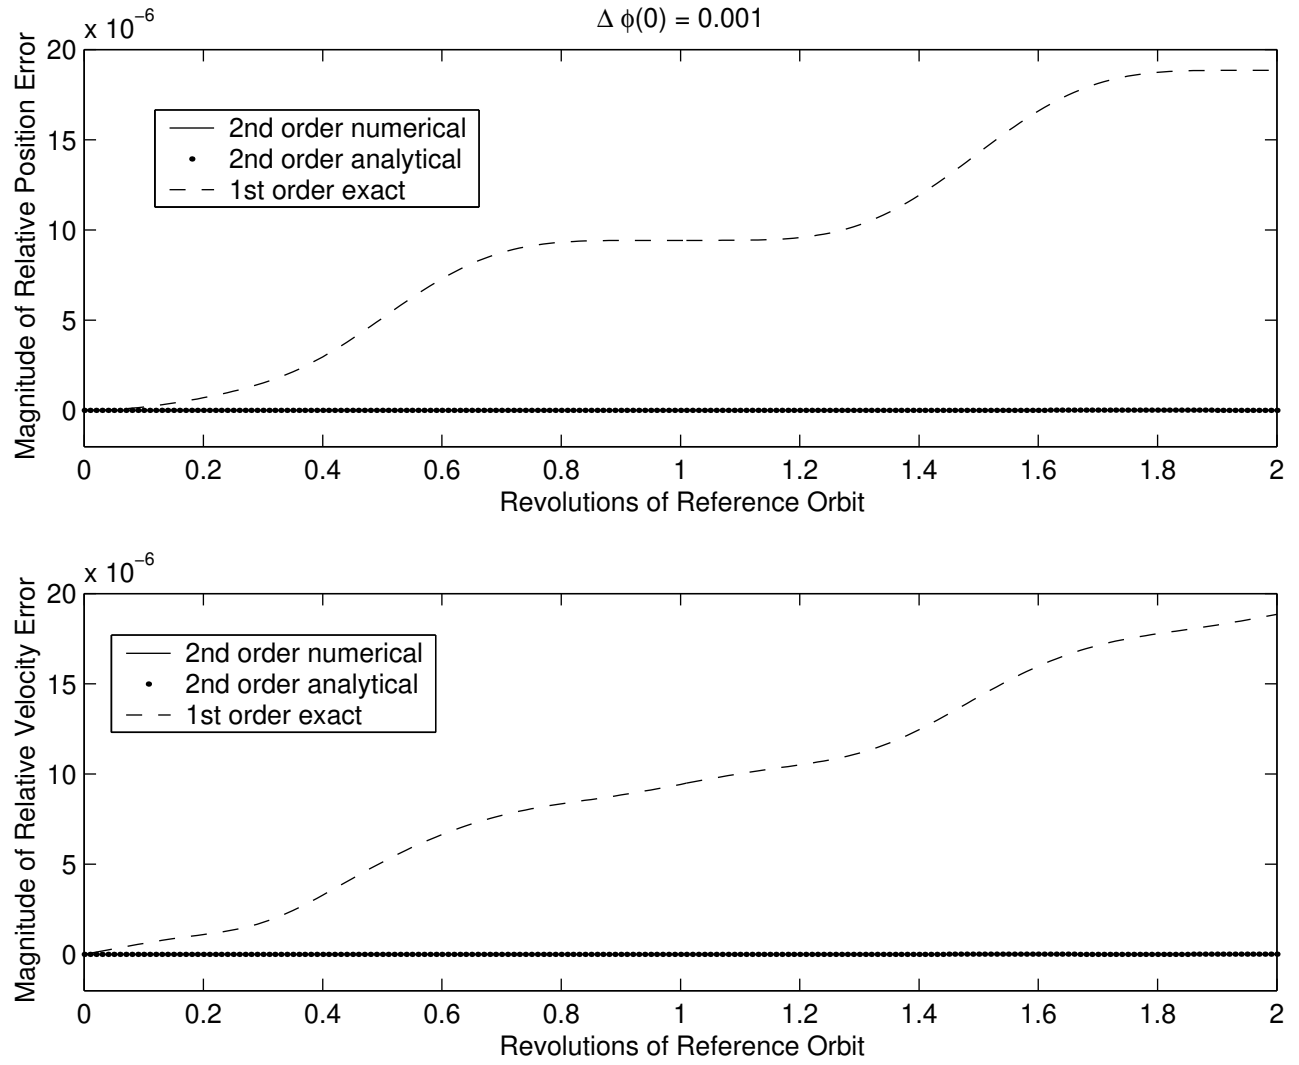 Δ ϕ(0) = 0.001
x 10⁻⁶
20
15
10
5
0
Magnitude of Relative Position Error
2nd order numerical
2nd order analytical
1st order exact
0 0.2 0.4 0.6 0.8 1 1.2 1.4 1.6 1.8 2
Revolutions of Reference Orbit
x 10⁻⁶
20
15
10
5
0
Magnitude of Relative Velocity Error
2nd order numerical
2nd order analytical
1st order exact
0 0.2 0.4 0.6 0.8 1 1.2 1.4 1.6 1.8 2
Revolutions of Reference Orbit